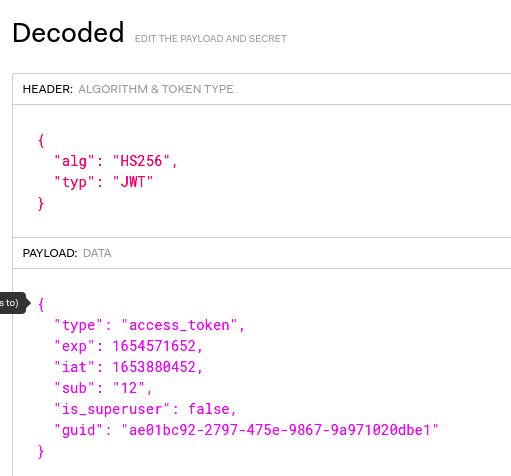 Decoded EDIT THE PAYLOAD AND SECRET
HEADER: ALGORITHM & TOKEN TYPE
{
"alg": "HS256",
"typ": "JWT"
}
PAYLOAD: DATA
s to)
{
"type": "access_token",
"exp": 1654571652,
"iat": 1653880452,
"sub": "12",
"is_superuser": false,
"guid": "ae01bc92-2797-475e-9867-9a971020dbe1"
}